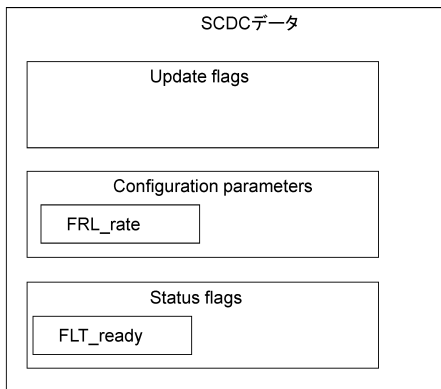 SCDCデータ
Update flags
Configuration parameters
FRL_rate
Status flags
FLT_ready